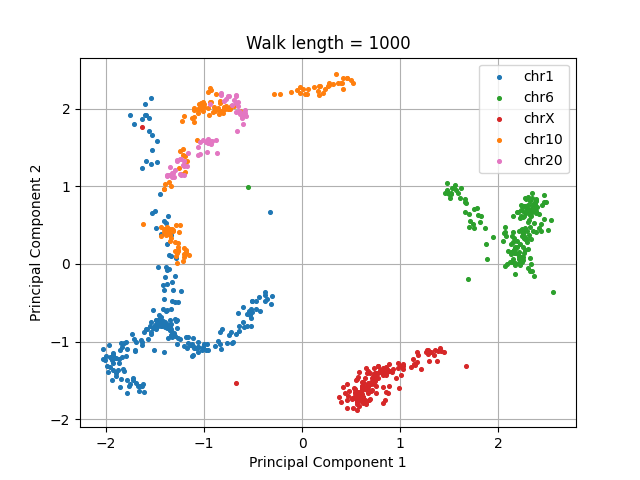 Walk length = 1000
chr1
chr6
chrX
chr10
chr20
Principal Component 2
2
1
0
−1
−2
−2
−1
0
1
2
Principal Component 1